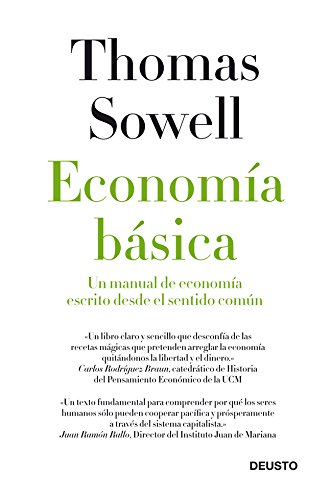 Thomas
Sowell
Economía
básica
Un manual de economía
escrito desde el sentido común
«Un libro claro y sencillo que desconfía de las
recetas mágicas que pretenden arreglar la economía
quitándonos la libertad y el dinero.»
Carlos Rodríguez Braun, catedrático de Historia
del Pensamiento Económico de la UCM
«Un texto fundamental para comprender por qué los seres
humanos sólo pueden cooperar pacífica y prósperamente
a través del sistema capitalista.»
Juan Ramón Rallo, Director del Instituto Juan de Mariana
DEUSTO